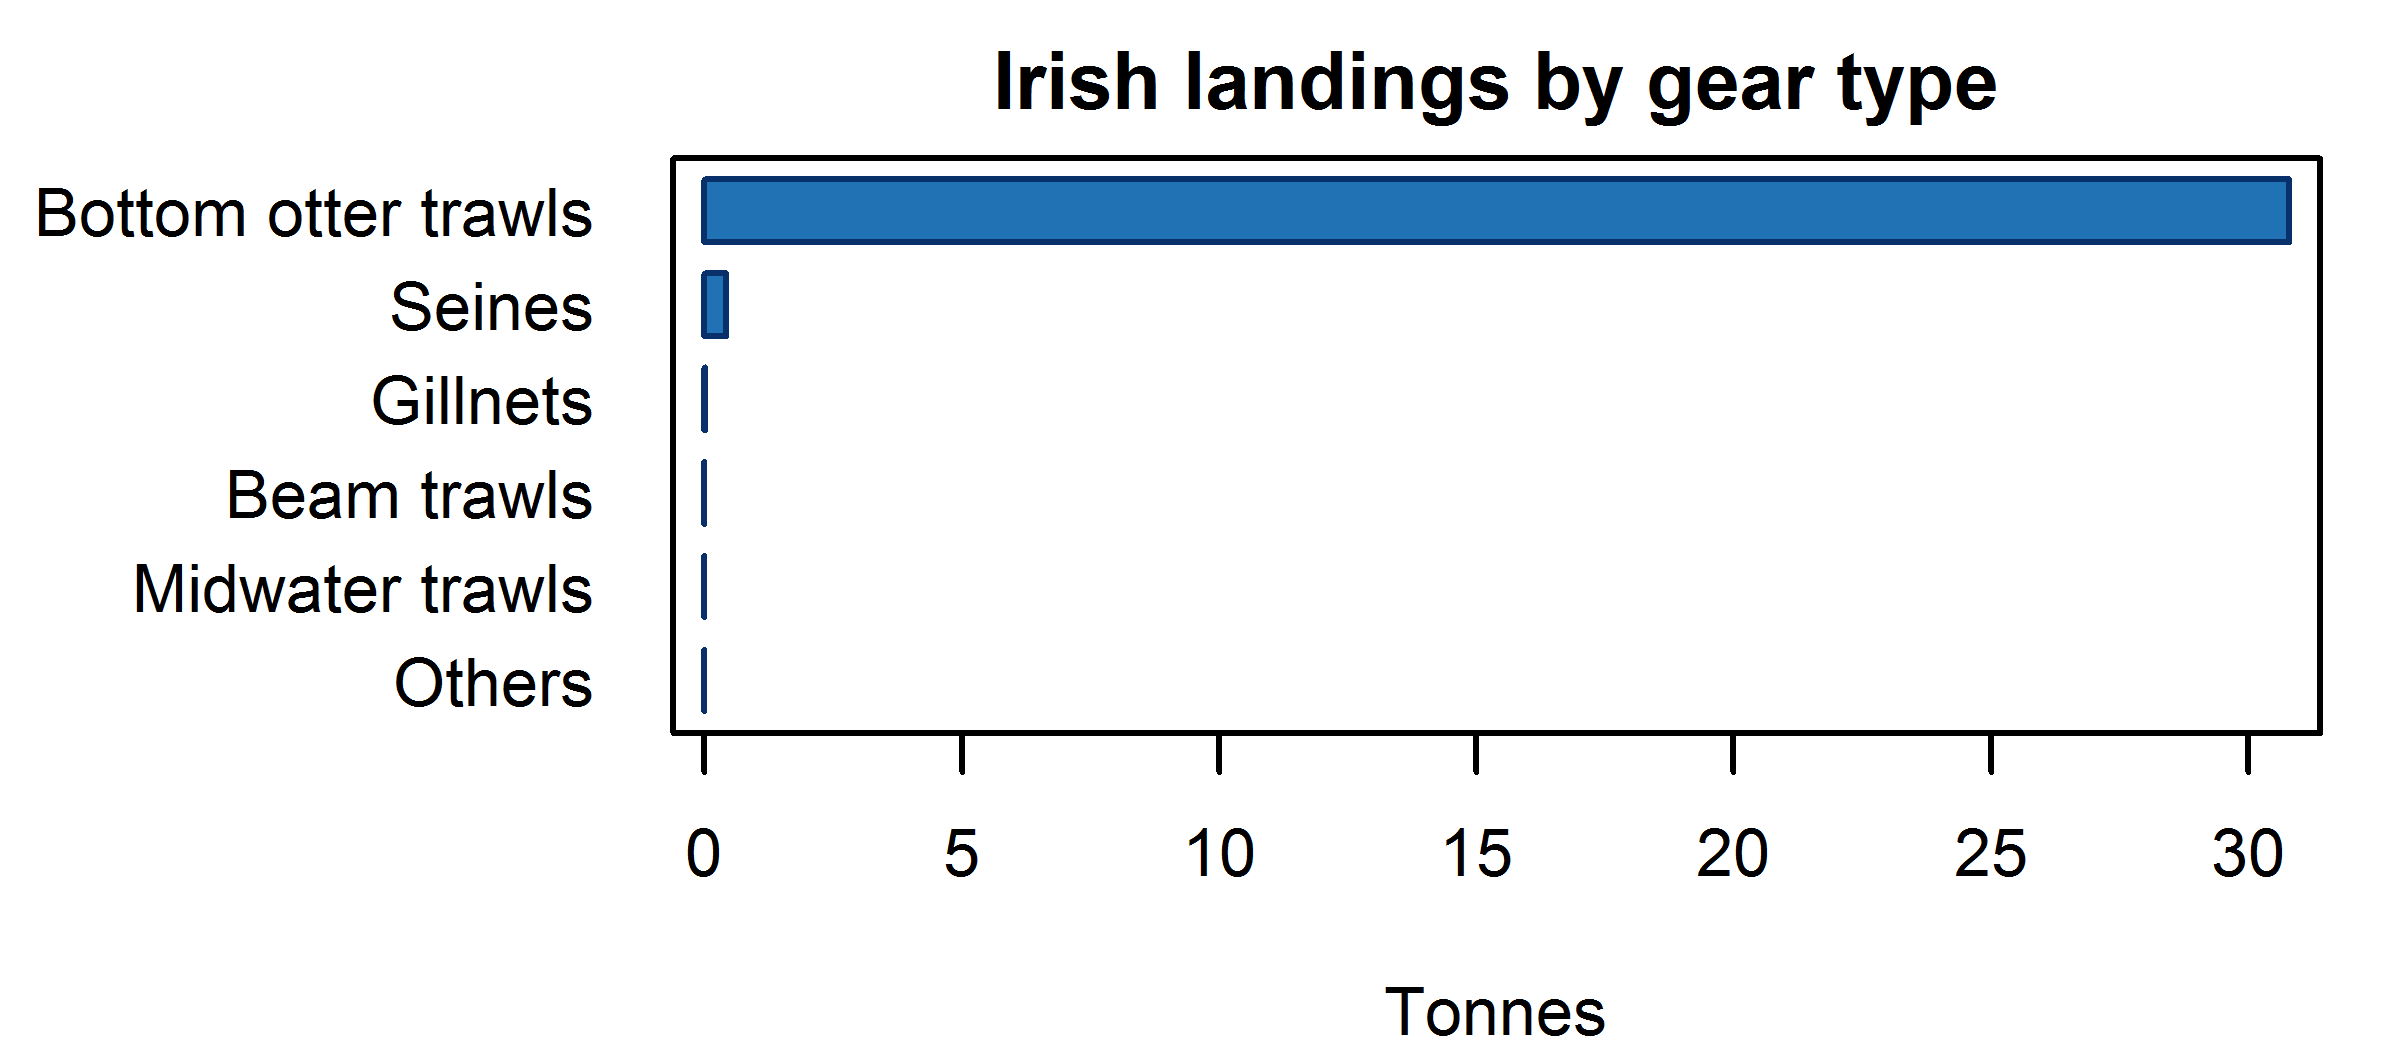 Irish landings by gear type
Bottom otter trawls
Seines
Gillnets
Beam trawls
Midwater trawls
Others
0 5 10 15 20 25 30
Tonnes